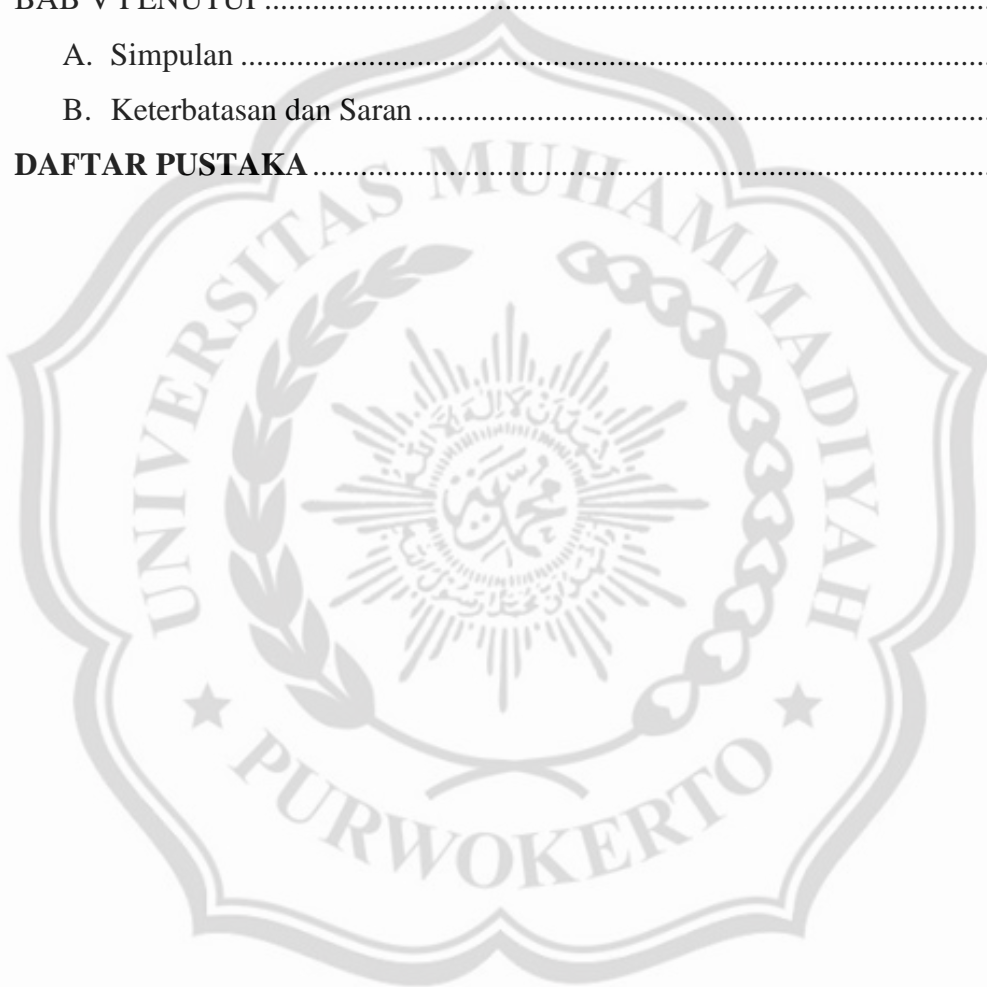 BAB V PENUTUP ..........................................................................................
A. Simpulan ..............................................................................................
B. Keterbatasan dan Saran ........................................................................
DAFTAR PUSTAKA .....................................................................................
UNIVERSITAS MUHAMMADIYAH
PURWOKERTO